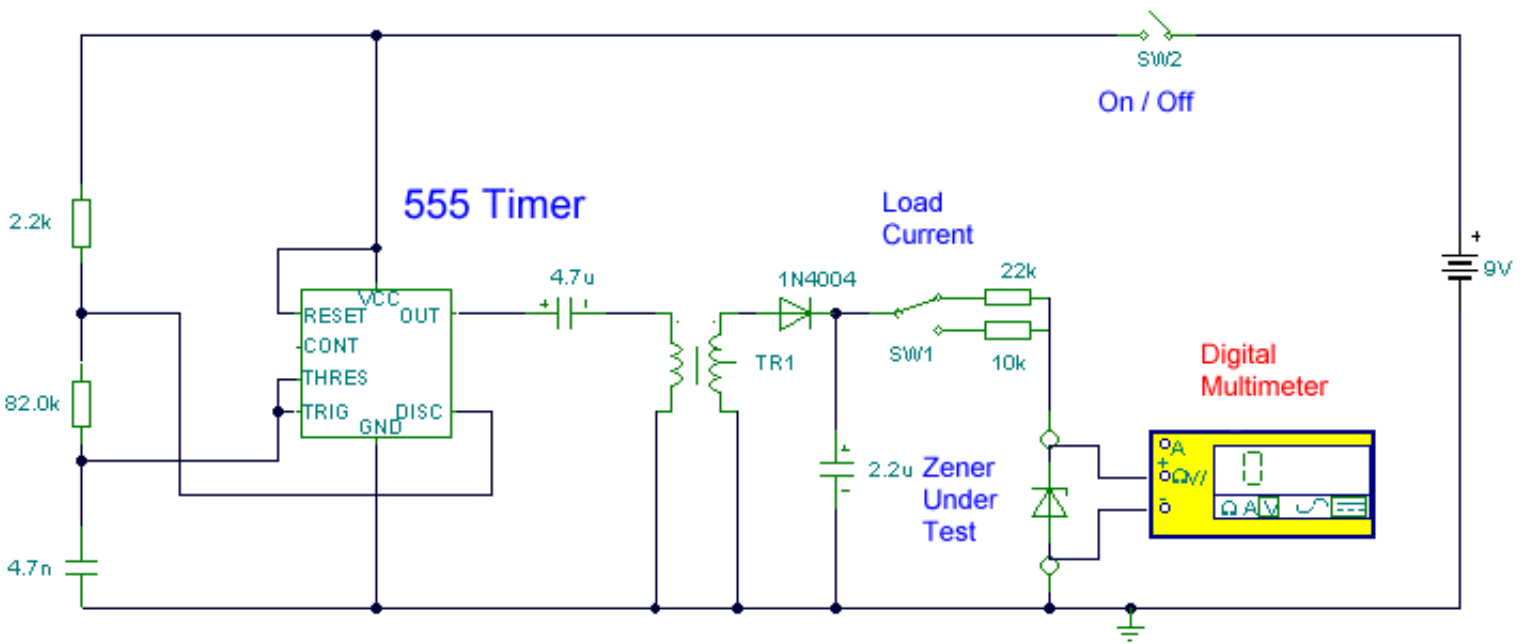 SW2
On / Off
555 Timer
Load
Current
2.2k
+
9V
4.7u
1N4004
22k
+
-
VCC
RESET OUT
CONT
THRES
TRIG DISC
GND
TR1
SW1
10k
Digital
Multimeter
82.0k
+
2.2u
-
Zener
Under
Test
A
+
ΩV/
-
0
Ω A V
4.7n